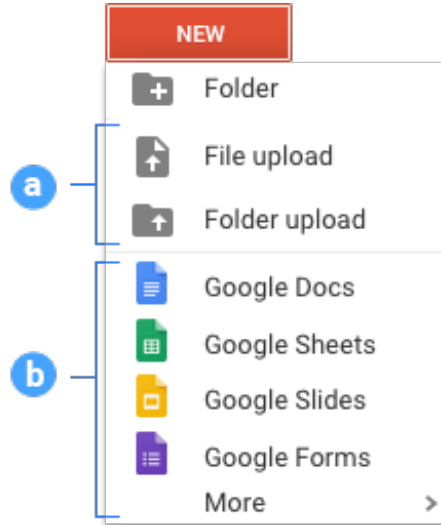 NEW
Folder
a
File upload
Folder upload
b
Google Docs
Google Sheets
Google Slides
Google Forms
More